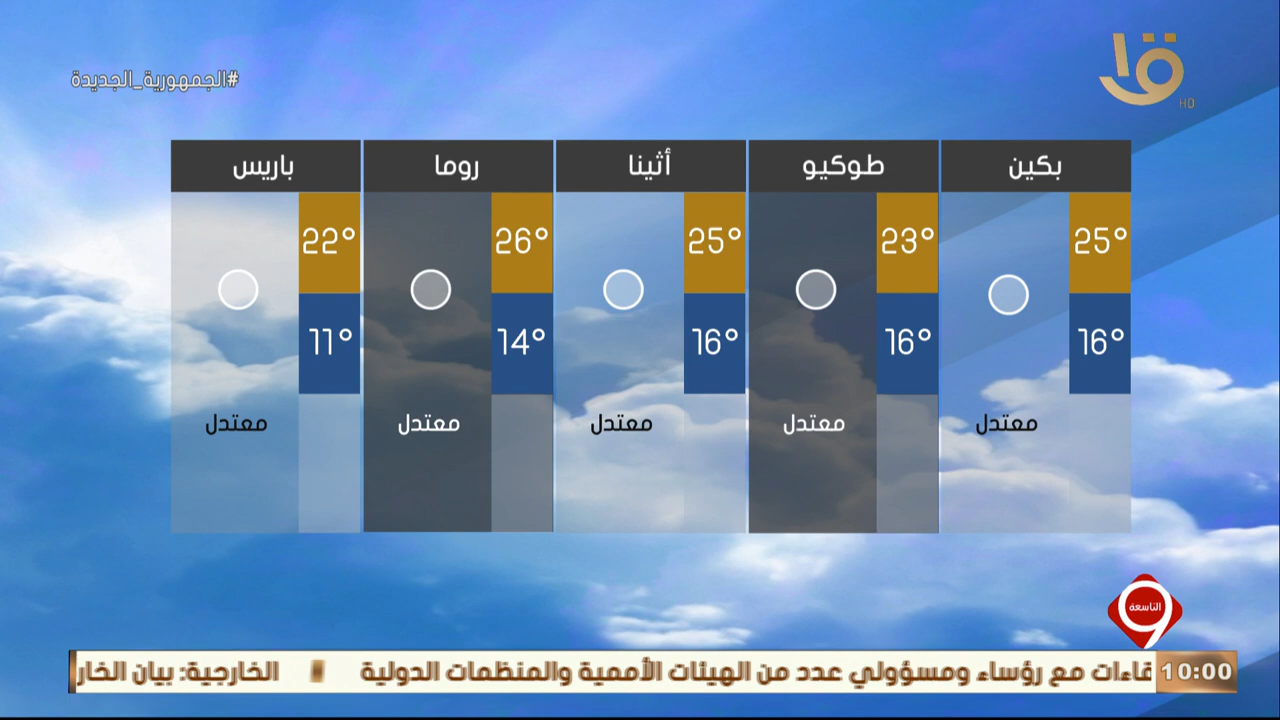 #الجمهورية_الجديدة
HD
بكين
25°
16°
معتدل
طوكيو
23°
16°
معتدل
أثينا
25°
16°
معتدل
روما
26°
14°
معتدل
باريس
22°
11°
معتدل
التاسعة
9
10:00
قاءات مع رؤساء ومسؤولي عدد من الهيئات الأممية والمنظمات الدولية الخارجية: بيان الخار